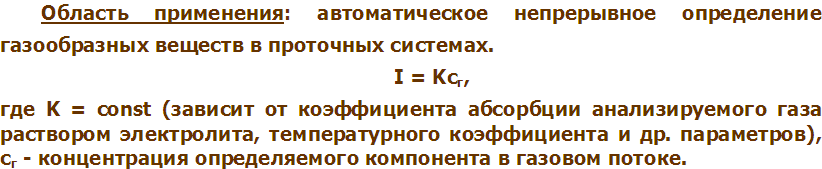 Область применения: автоматическое непрерывное определение
газообразных веществ в проточных системах.
I = Kcг,
где K = const (зависит от коэффициента абсорбции анализируемого газа
раствором электролита, температурного коэффициента и др. параметров),
cг - концентрация определяемого компонента в газовом потоке.